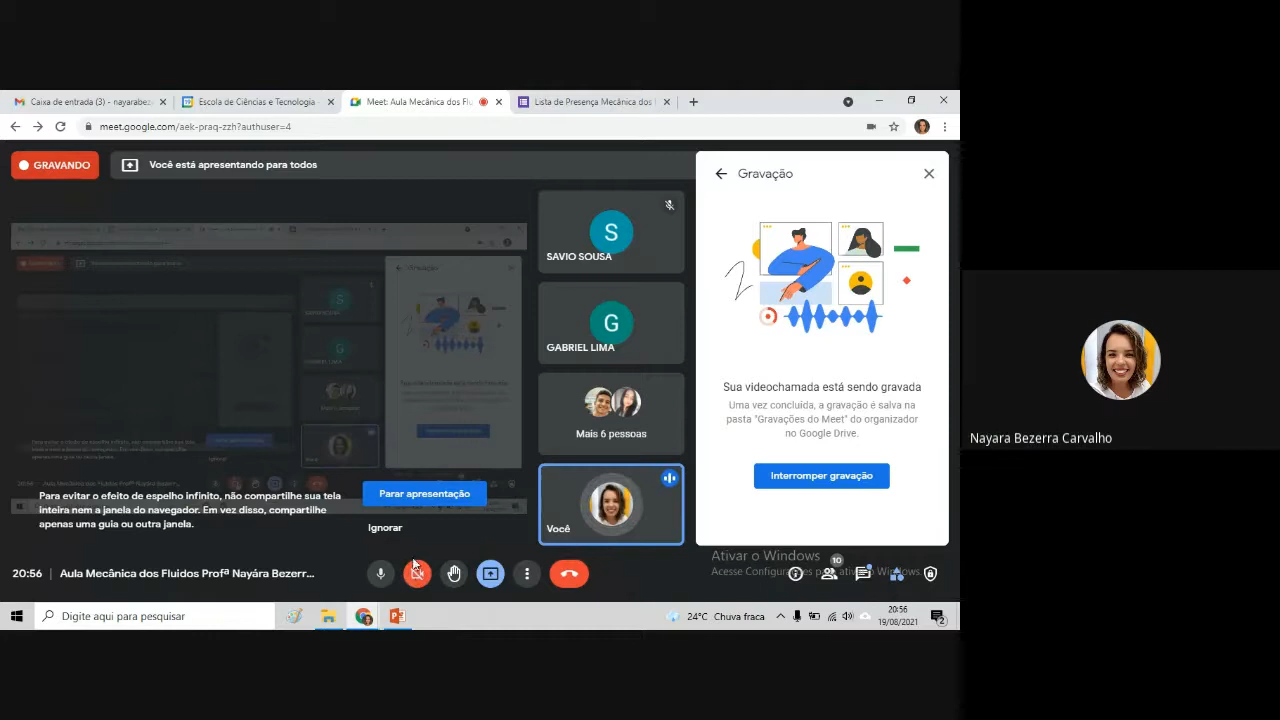 Caixa de entrada (3) - nayarabez
Escola de Ciências e Tecnologia
Meet: Aula Mecânica dos Flu
Lista de Presença Mecânica dos
meet.google.com/aek-praq-zzh?authuser=4
GRAVANDO
Você está apresentando para todos
Gravação
S
SAVIO SOUSA
G
GABRIEL LIMA
Mais 6 pessoas
Você
Sua videochamada está sendo gravada
Uma vez concluída, a gravação é salva na
pasta "Gravações do Meet" do organizador
no Google Drive.
Interromper gravação
Nayara Bezerra Carvalho
Para evitar o efeito de espelho infinito, não compartilhe sua tela
inteira nem a janela do navegador. Em vez disso, compartilhe
apenas uma guia ou outra janela.
Parar apresentação
Ignorar
Ativar o Windows
10
20:56 | Aula Mecânica dos Fluidos Profª Nayára Bezerr...
Digite aqui para pesquisar
24°C Chuva fraca
20:56
19/08/2021
2